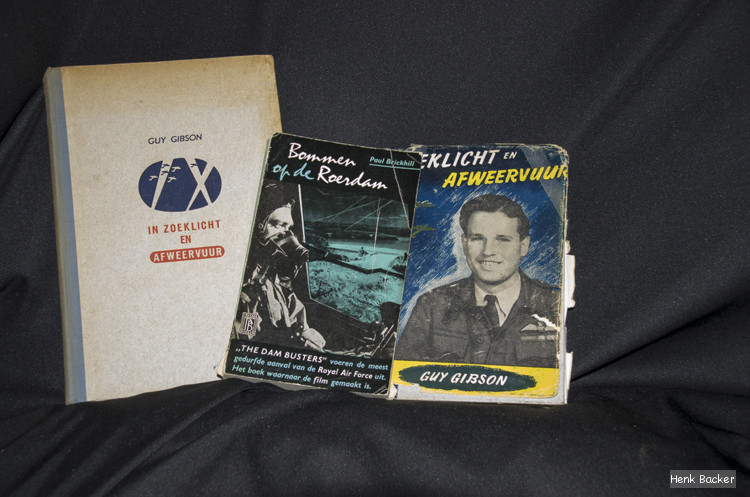 GUY GIBSON
IN ZOEKLICHT
EN
AFWEERVUUR
Bommen
op de Roerdam
Paul Brickhill
„THE DAM BUSTERS" voeren de meest
gedurfde aanval van de Royal Air Force uit.
Het boek waarnaar de film gemaakt is.
EKLICHT EN
AFWEERVUUR
GUY GIBSON
Henk Backer